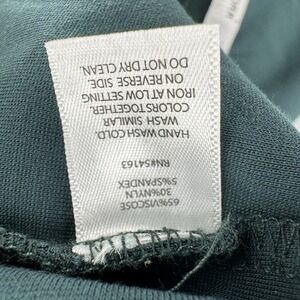 65%VISCOSE
30%NYLN
5%SPANDEX
RN#54163
HAND WASH COLD.
WASH SIMILAR
COLORS TOGETHER.
IRON AT LOW SETTING
ON REVERSE SIDE.
DO NOT DRY CLEAN.